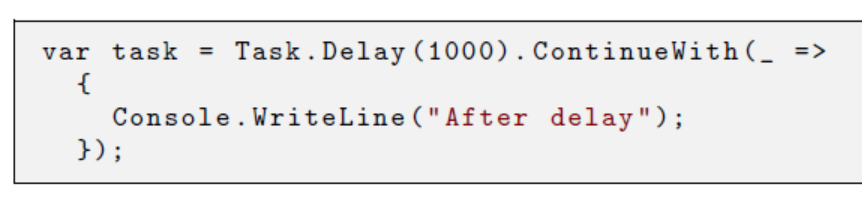 var task = Task.Delay(1000).ContinueWith(_ =>
{
Console.WriteLine("After delay");
});